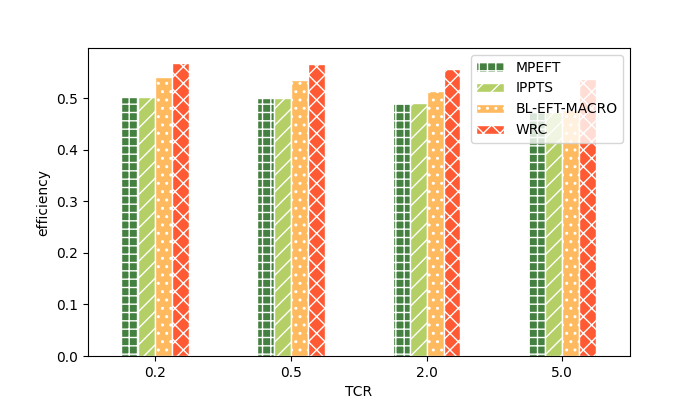 MPEFT
IPPTS
BL-EFT-MACRO
WRC
efficiency
0.5
0.4
0.3
0.2
0.1
0.0
0.2 0.5 2.0 5.0
TCR